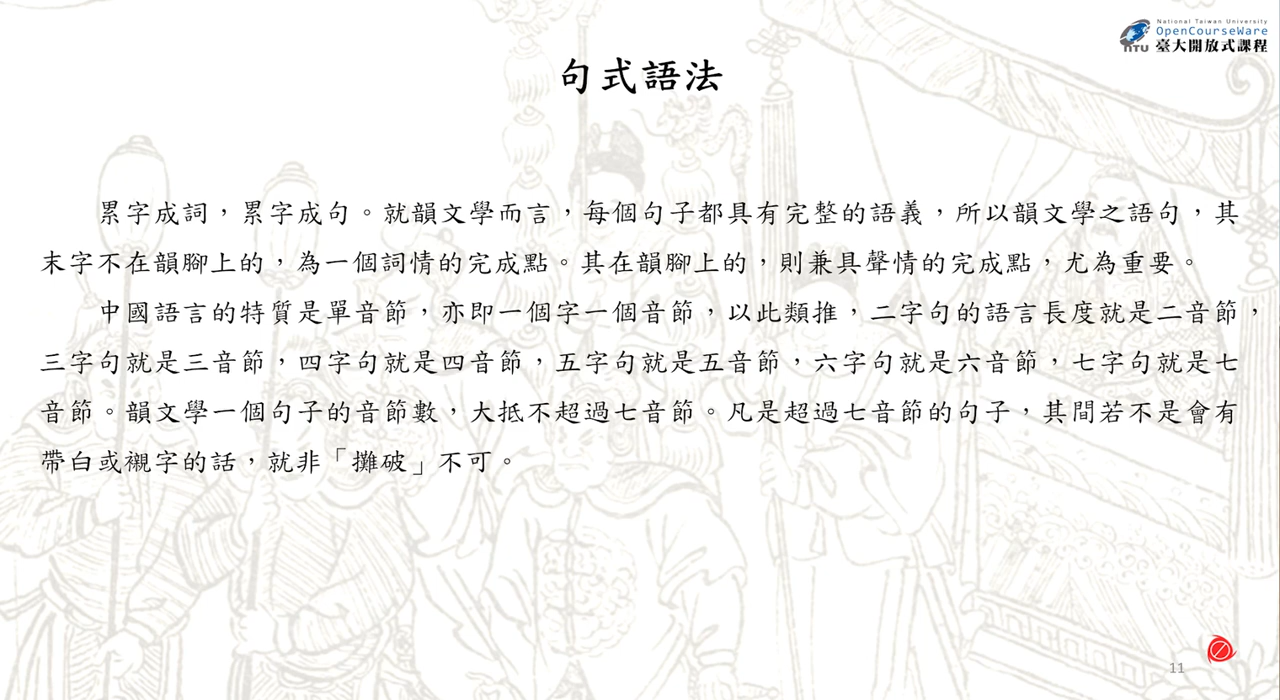 National Taiwan University
OpenCourseWare
NTU 臺大開放式課程
句式語法
累字成詞，累字成句。就韻文學而言，每個句子都具有完整的語義，所以韻文學之語句，其
末字不在韻腳上的，為一個詞情的完成點。其在韻腳上的，則兼具聲情的完成點，尤為重要。
中國語言的特質是單音節，亦即一個字一個音節，以此類推，二字句的語言長度就是二音節，
三字句就是三音節，四字句就是四音節，五字句就是五音節，六字句就是六音節，七字句就是七
音節。韻文學一個句子的音節數，大抵不超過七音節。凡是超過七音節的句子，其間若不是會有
帶白或襯字的話，就非「攤破」不可。
11